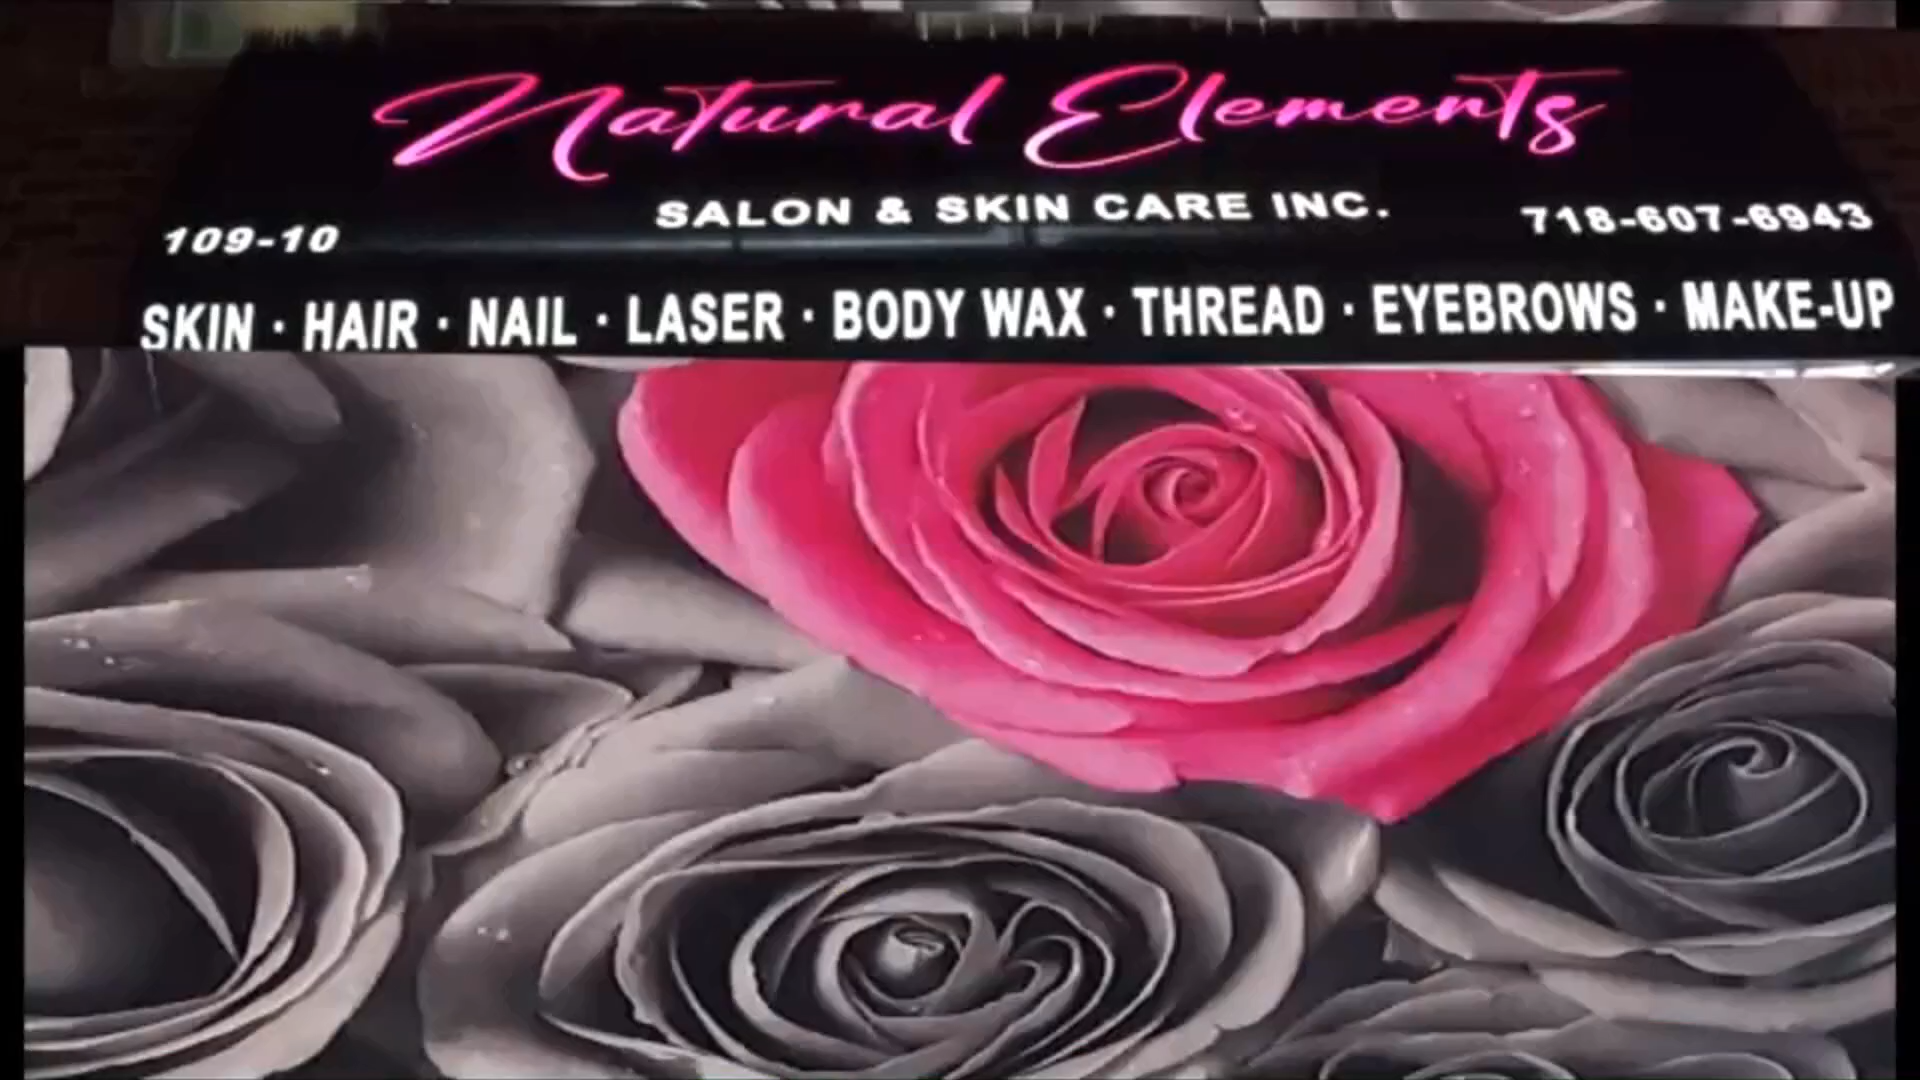 Natural Elements
SALON & SKIN CARE INC.
109-10
718-607-6943
SKIN · HAIR · NAIL · LASER · BODY WAX · THREAD · EYEBROWS · MAKE-UP